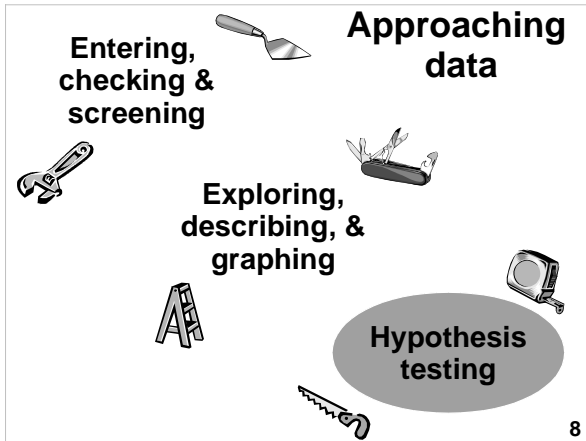 Approaching
data
Entering,
checking &
screening
Exploring,
describing, &
graphing
Hypothesis
testing
8